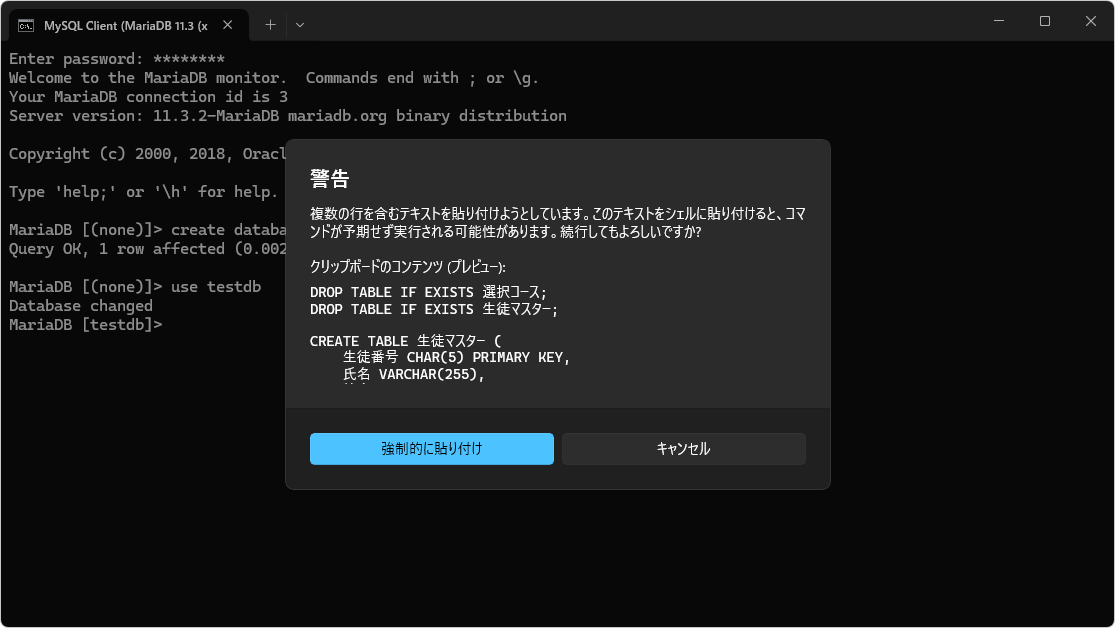 MySQL Client (MariaDB 11.3 (x
Enter password: ********
Welcome to the MariaDB monitor.  Commands end with ; or \g.
Your MariaDB connection id is 3
Server version: 11.3.2-MariaDB mariadb.org binary distribution
Copyright (c) 2000, 2018, Oracl
Type 'help;' or '\h' for help.
MariaDB [(none)]> create databa
Query OK, 1 row affected (0.002
MariaDB [(none)]> use testdb
Database changed
MariaDB [testdb]>
警告
複数の行を含むテキストを貼り付けようとしています。このテキストをシェルに貼り付けると、コマ
ンドが予期せず実行される可能性があります。続行してもよろしいですか?
クリップボードのコンテンツ (プレビュー):
DROP TABLE IF EXISTS 選択コース;
DROP TABLE IF EXISTS 生徒マスター;
CREATE TABLE 生徒マスター (
    生徒番号 CHAR(5) PRIMARY KEY,
    氏名 VARCHAR(255),
強制的に貼り付け
キャンセル